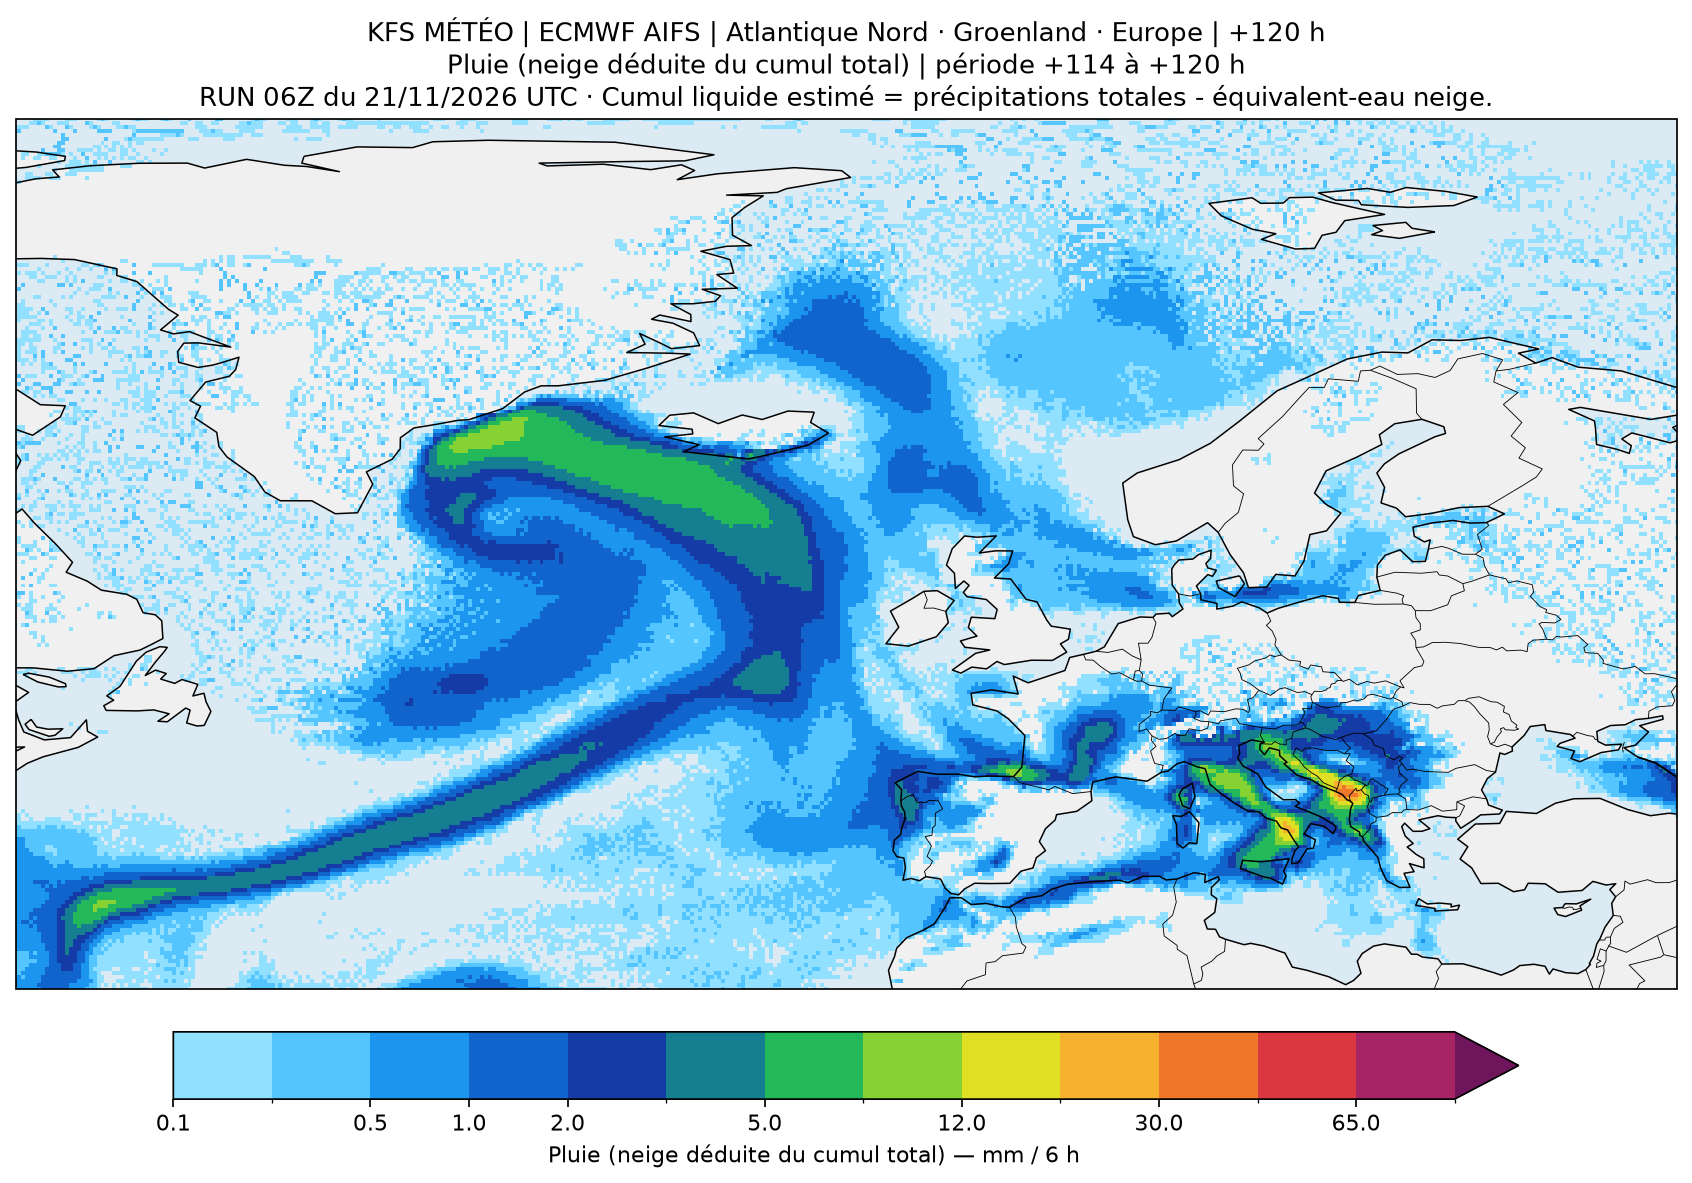 KFS MÉTÉO | ECMWF AIFS | Atlantique Nord · Groenland · Europe | +120 h
Pluie (neige déduite du cumul total) | période +114 à +120 h
RUN 06Z du 21/11/2026 UTC · Cumul liquide estimé = précipitations totales - équivalent-eau neige.
0.1 0.5 1.0 2.0 5.0 12.0 30.0 65.0
Pluie (neige déduite du cumul total) — mm / 6 h